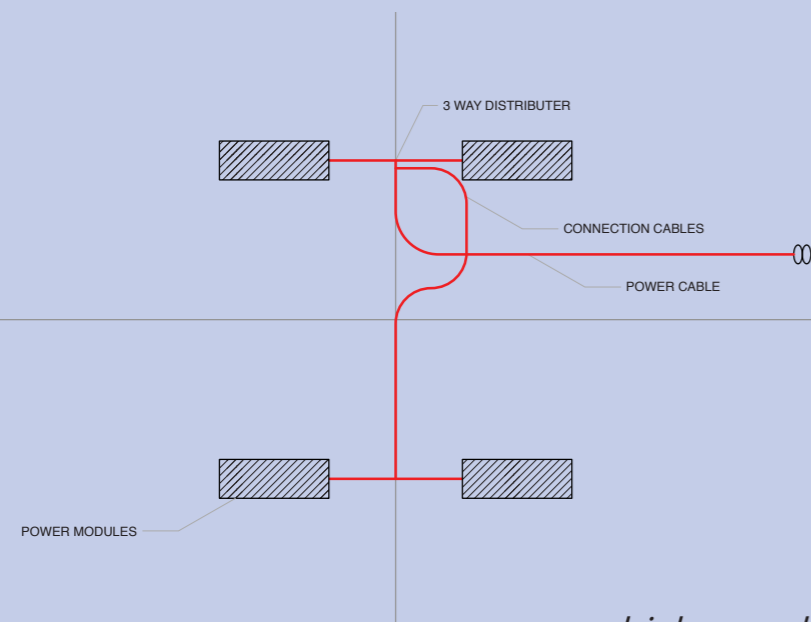 3 WAY DISTRIBUTER
CONNECTION CABLES
POWER CABLE
POWER MODULES